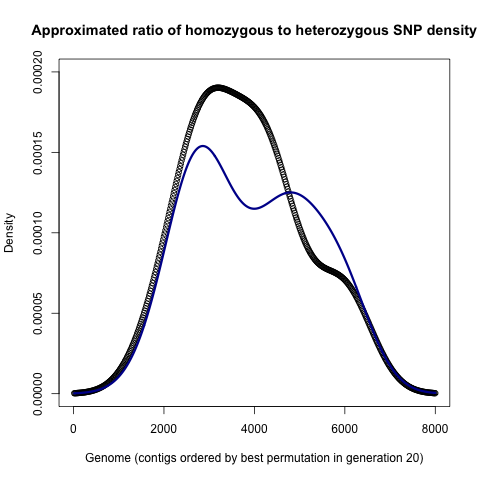 Approximated ratio of homozygous to heterozygous SNP density
Density
0.00020
0.00015
0.00010
0.00005
0.00000
0 2000 4000 6000 8000
Genome (contigs ordered by best permutation in generation 20)